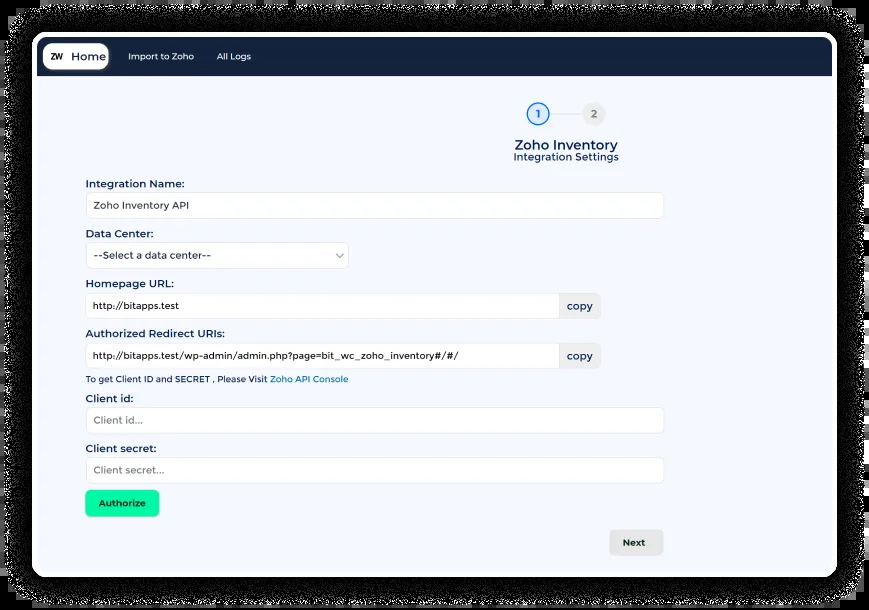 ZW Home Import to Zoho All Logs
1 2
Zoho Inventory
Integration Settings
Integration Name:
Zoho Inventory API
Data Center:
--Select a data center--
Homepage URL:
http://bitapps.test copy
Authorized Redirect URIs:
http://bitapps.test/wp-admin/admin.php?page=bit_wc_zoho_inventory#/#/ copy
To get Client ID and SECRET , Please Visit Zoho API Console
Client id:
Client id...
Client secret:
Client secret...
Authorize
Next